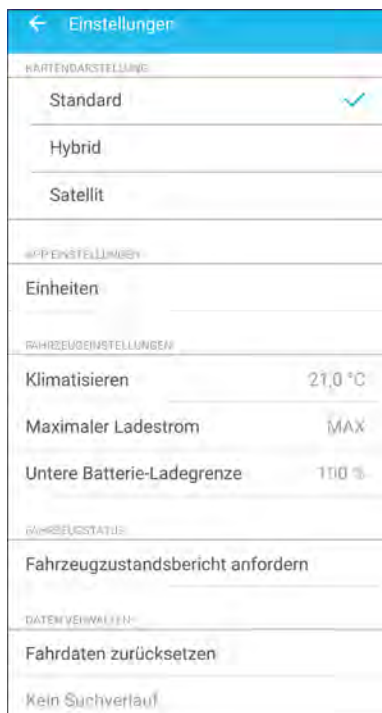 Einstellungen
KARTENDARSTELLUNG
Standard
Hybrid
Satellit
APP EINSTELLUNGEN
Einheiten
FAHRZEUGEINSTELLUNGEN
Klimatisieren 21,0 °C
Maximaler Ladestrom MAX
Untere Batterie-Ladegrenze 100 %
FAHRZEUGSTATUS
Fahrzeugzustandsbericht anfordern
DATEN VERWALTEN
Fahrdaten zurücksetzen
Kein Suchverlauf